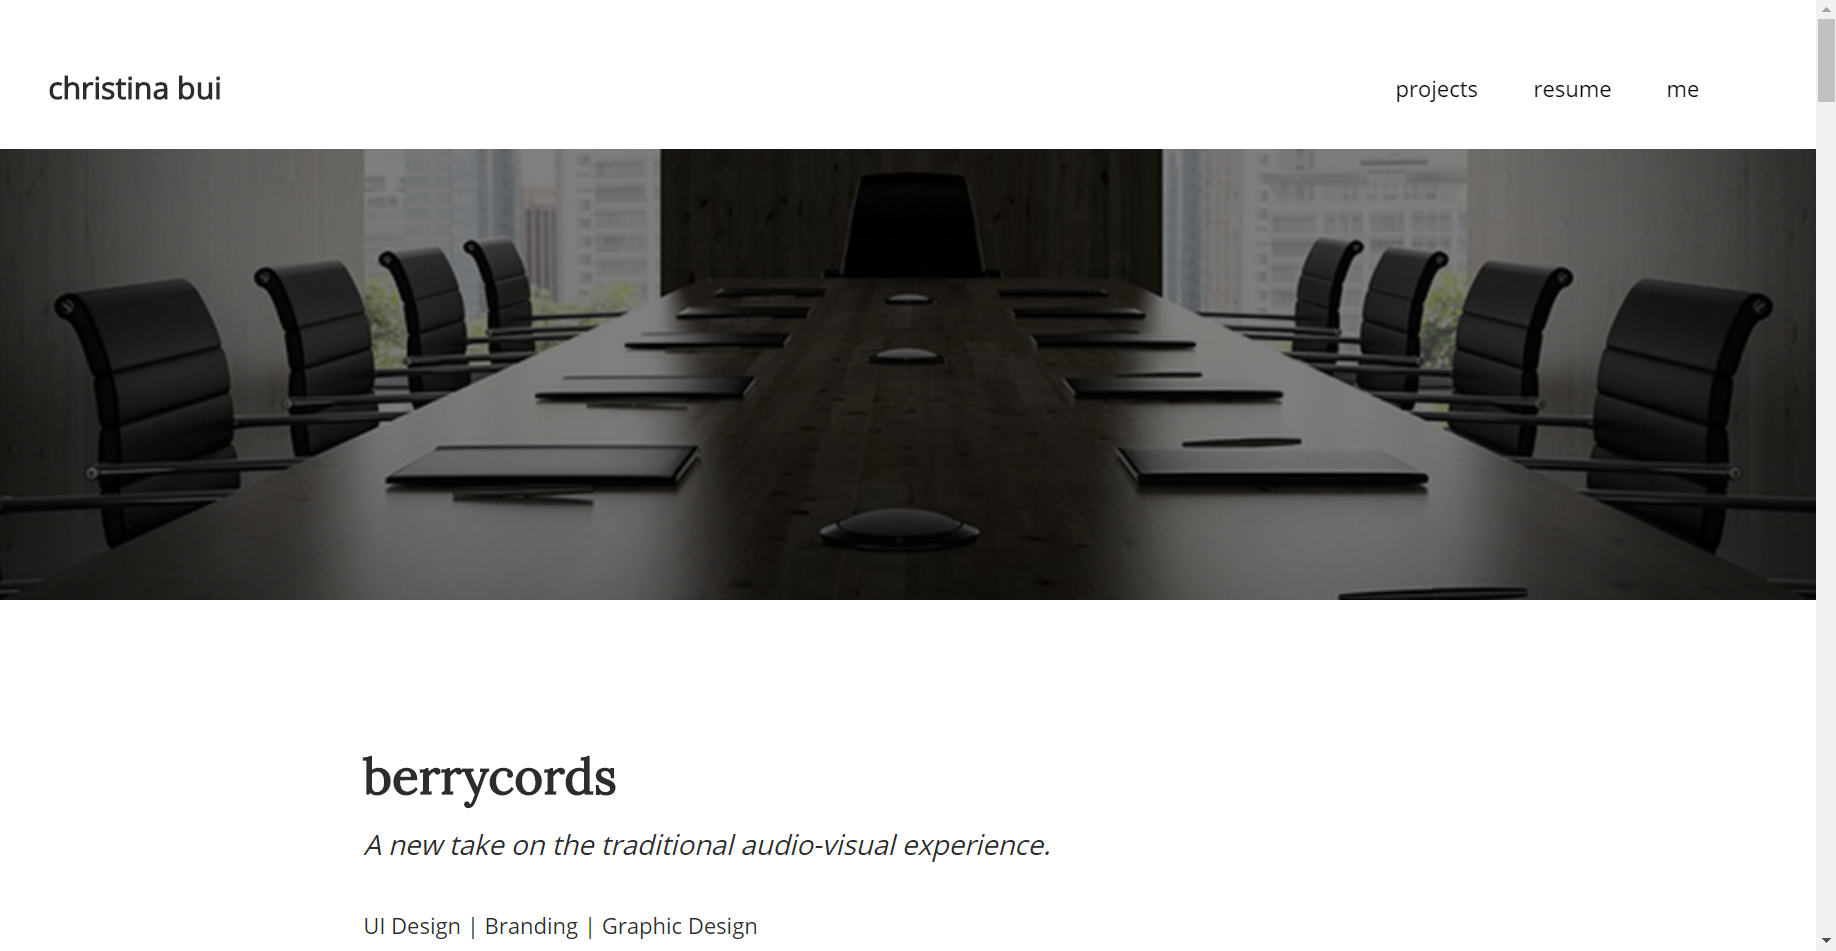 christina bui
projects resume me
berrycords
A new take on the traditional audio-visual experience.
UI Design | Branding | Graphic Design